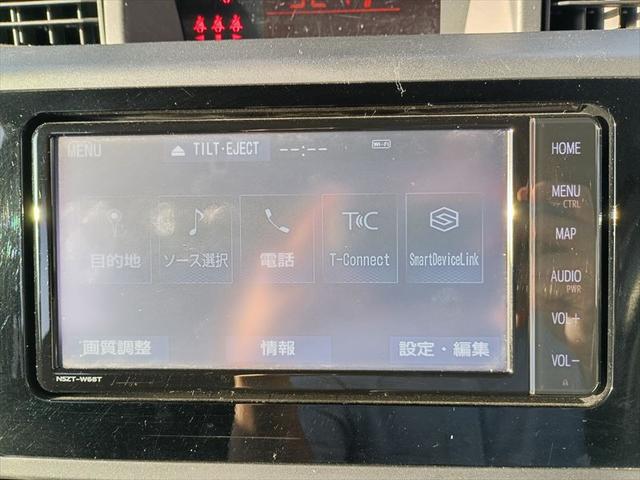 MENU
TILT·EJECT
--:--
Wi-Fi
目的地
ソース選択
電話
T-Connect
SmartDeviceLink
画質調整
情報
設定・編集
NSZT-W68T
HOME
MENU
CTRL
MAP
AUDIO
PWR
VOL+
VOL-